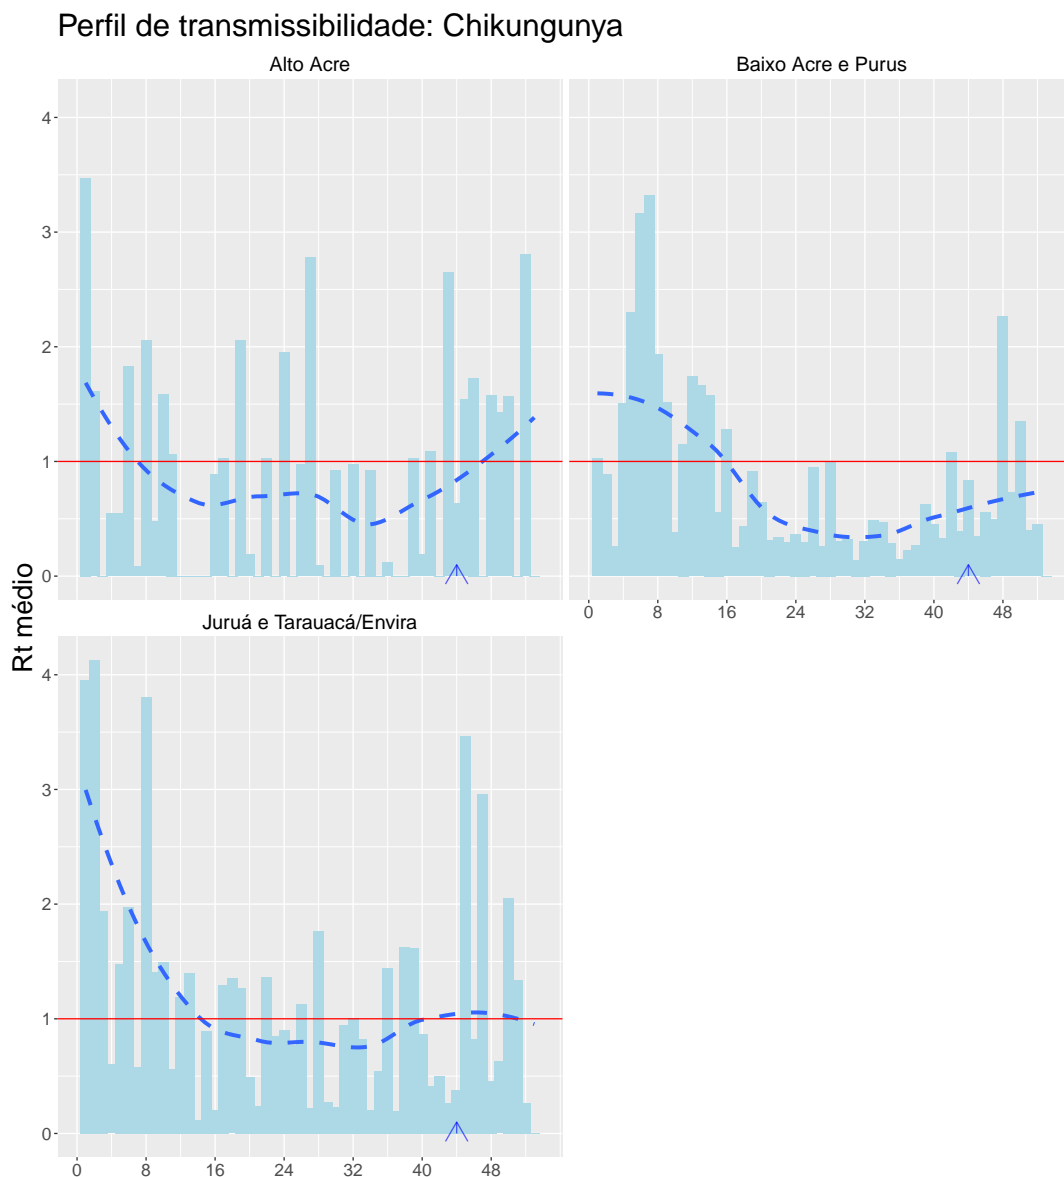 Perfil de transmissibilidade: Chikungunya
Alto Acre
Baixo Acre e Purus
4
3
2
1
0
0 8 16 24 32 40 48
Rt médio
Juruá e Tarauacá/Envira
4
3
2
1
0
0 8 16 24 32 40 48